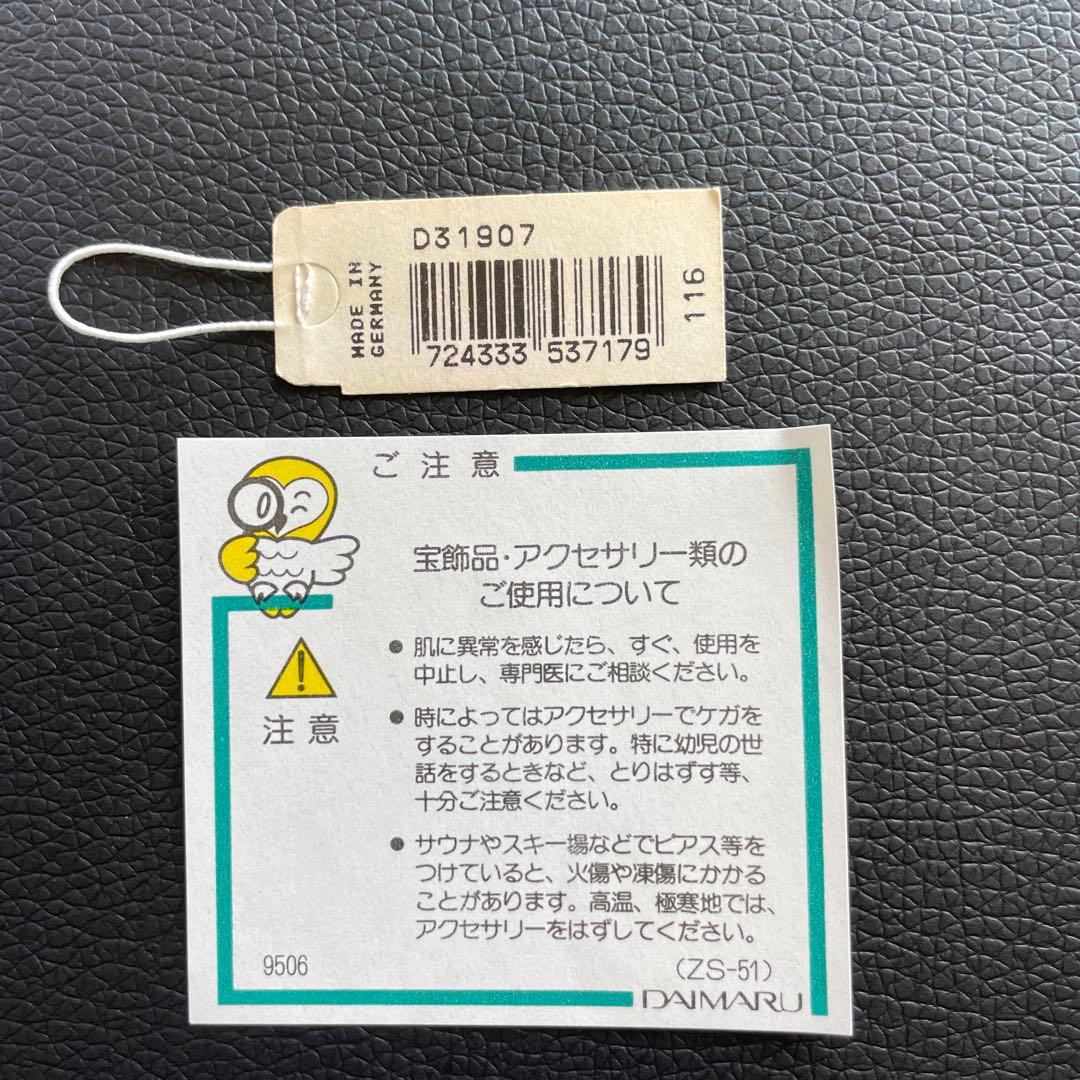 D31907
MADE IN
GERMANY
724333 537179
116
ご注意
宝飾品・アクセサリー類の
ご使用について
注意
● 肌に異常を感じたら、すぐ、使用を
中止し、専門医にご相談ください。
● 時によってはアクセサリーでケガを
することがあります。特に幼児の世
話をするときなど、とりはずす等、
十分ご注意ください。
● サウナやスキー場などでピアス等を
つけていると、火傷や凍傷にかかる
ことがあります。高温、極寒地では、
アクセサリーをはずしてください。
9506
(ZS-51)
DAIMARU